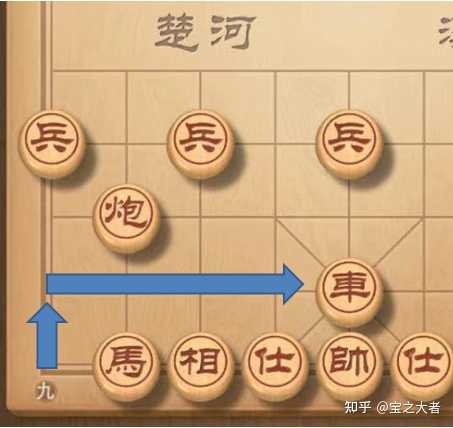 楚河
兵 兵 兵
炮
車
馬 相 仕 帥 仕
九
知乎 @宝之大者